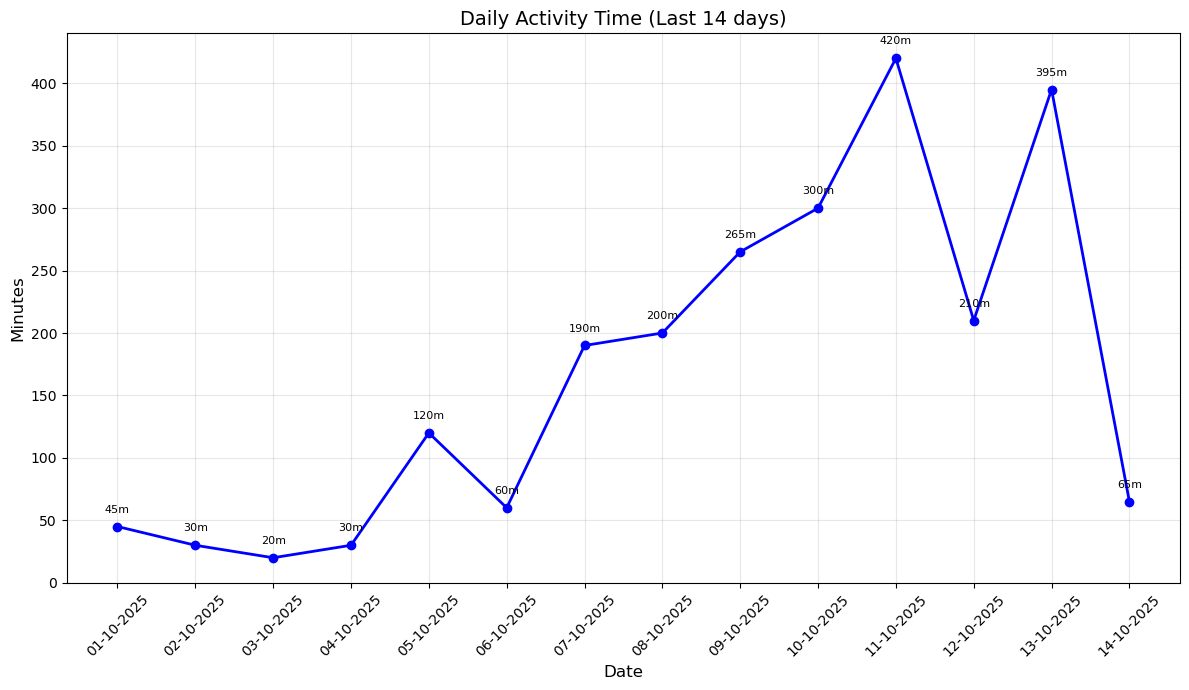 Daily Activity Time (Last 14 days)
Minutes
400
350
300
250
200
150
100
50
0
45m
30m
20m
30m
120m
60m
190m
200m
265m
300m
420m
210m
395m
65m
01-10-2025
02-10-2025
03-10-2025
04-10-2025
05-10-2025
06-10-2025
07-10-2025
08-10-2025
09-10-2025
10-10-2025
11-10-2025
12-10-2025
13-10-2025
14-10-2025
Date